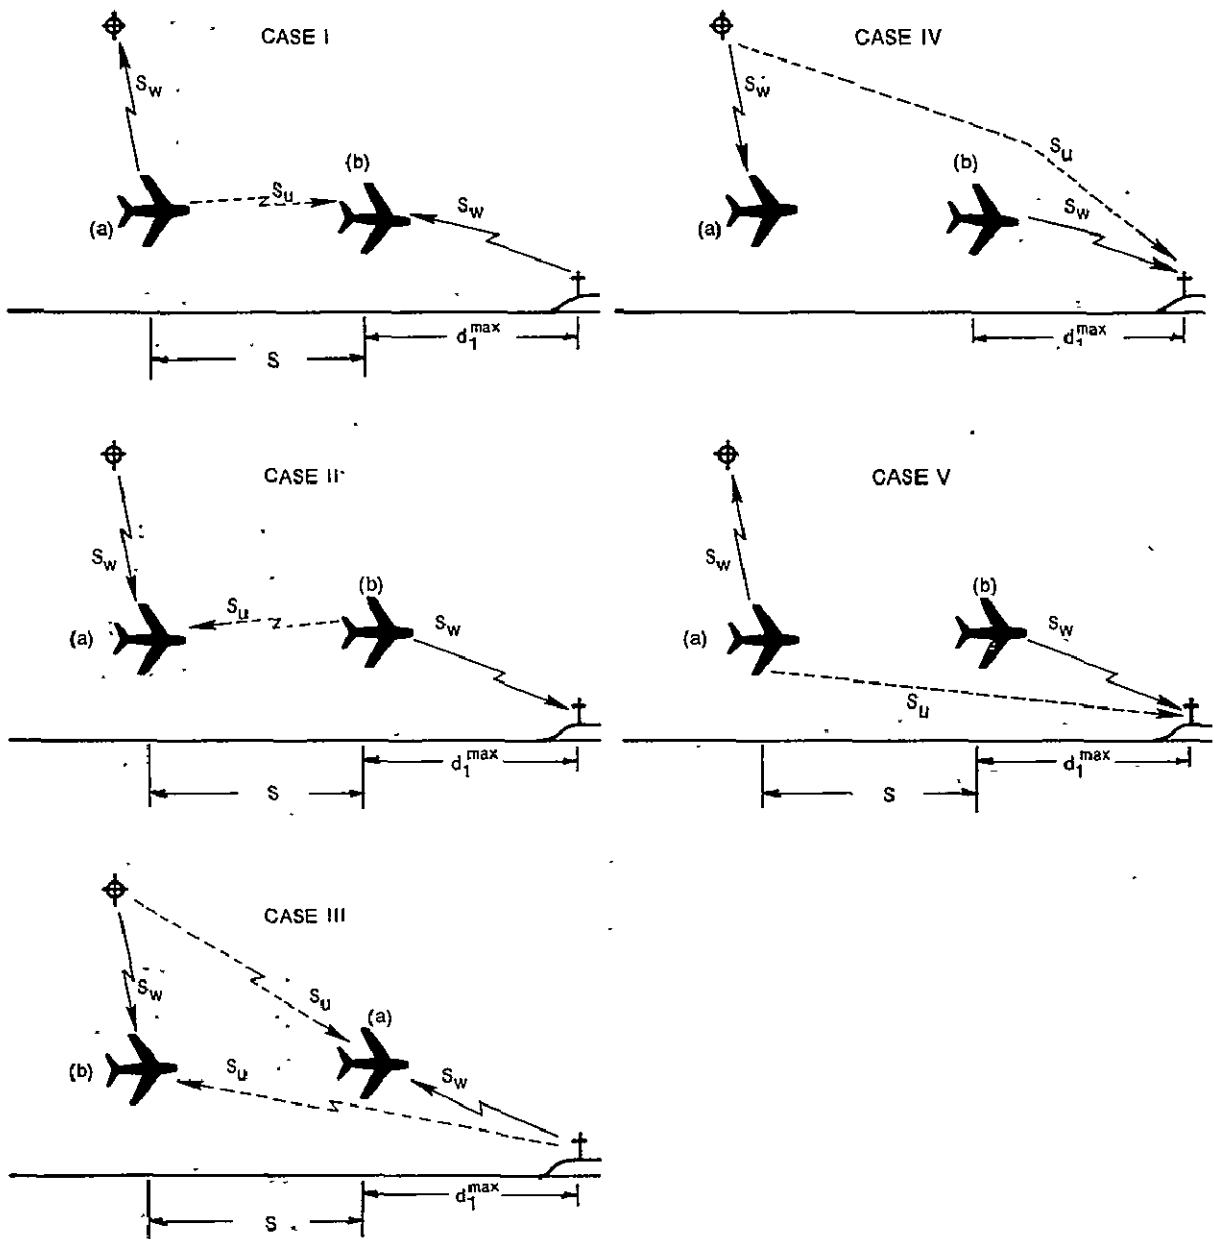 CASE I
S_w
(b)
S_u
S_w
(a)
d_1^max
S
CASE IV
S_w
S_u
(b)
S_w
(a)
d_1^max
CASE II
S_w
(b)
S_u
S_w
(a)
d_1^max
S
CASE V
S_w
(b)
S_w
(a)
S_u
d_1^max
S
CASE III
S_w
S_u
(a)
(b)
S_u
S_w
d_1^max
S